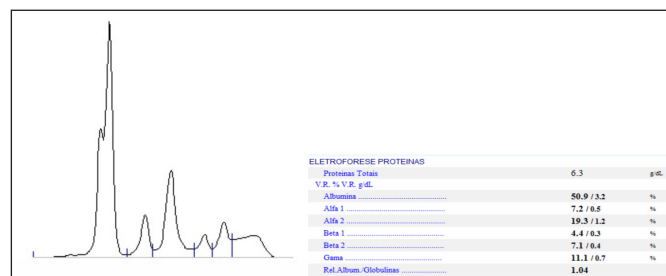 ELETROFORESE PROTEINAS
Proteinas Totais 6.3 g/dL
V.R. % V.R. g/dL
Albumina ........................................ 50.9 / 3.2 %
Alfa 1 ............................................. 7.2 / 0.5 %
Alfa 2 ............................................. 19.3 / 1.2 %
Beta 1 ............................................ 4.4 / 0.3 %
Beta 2 ............................................ 7.1 / 0.4 %
Gama ............................................. 11.1 / 0.7 %
Rel.Album./Globulinas 1.04